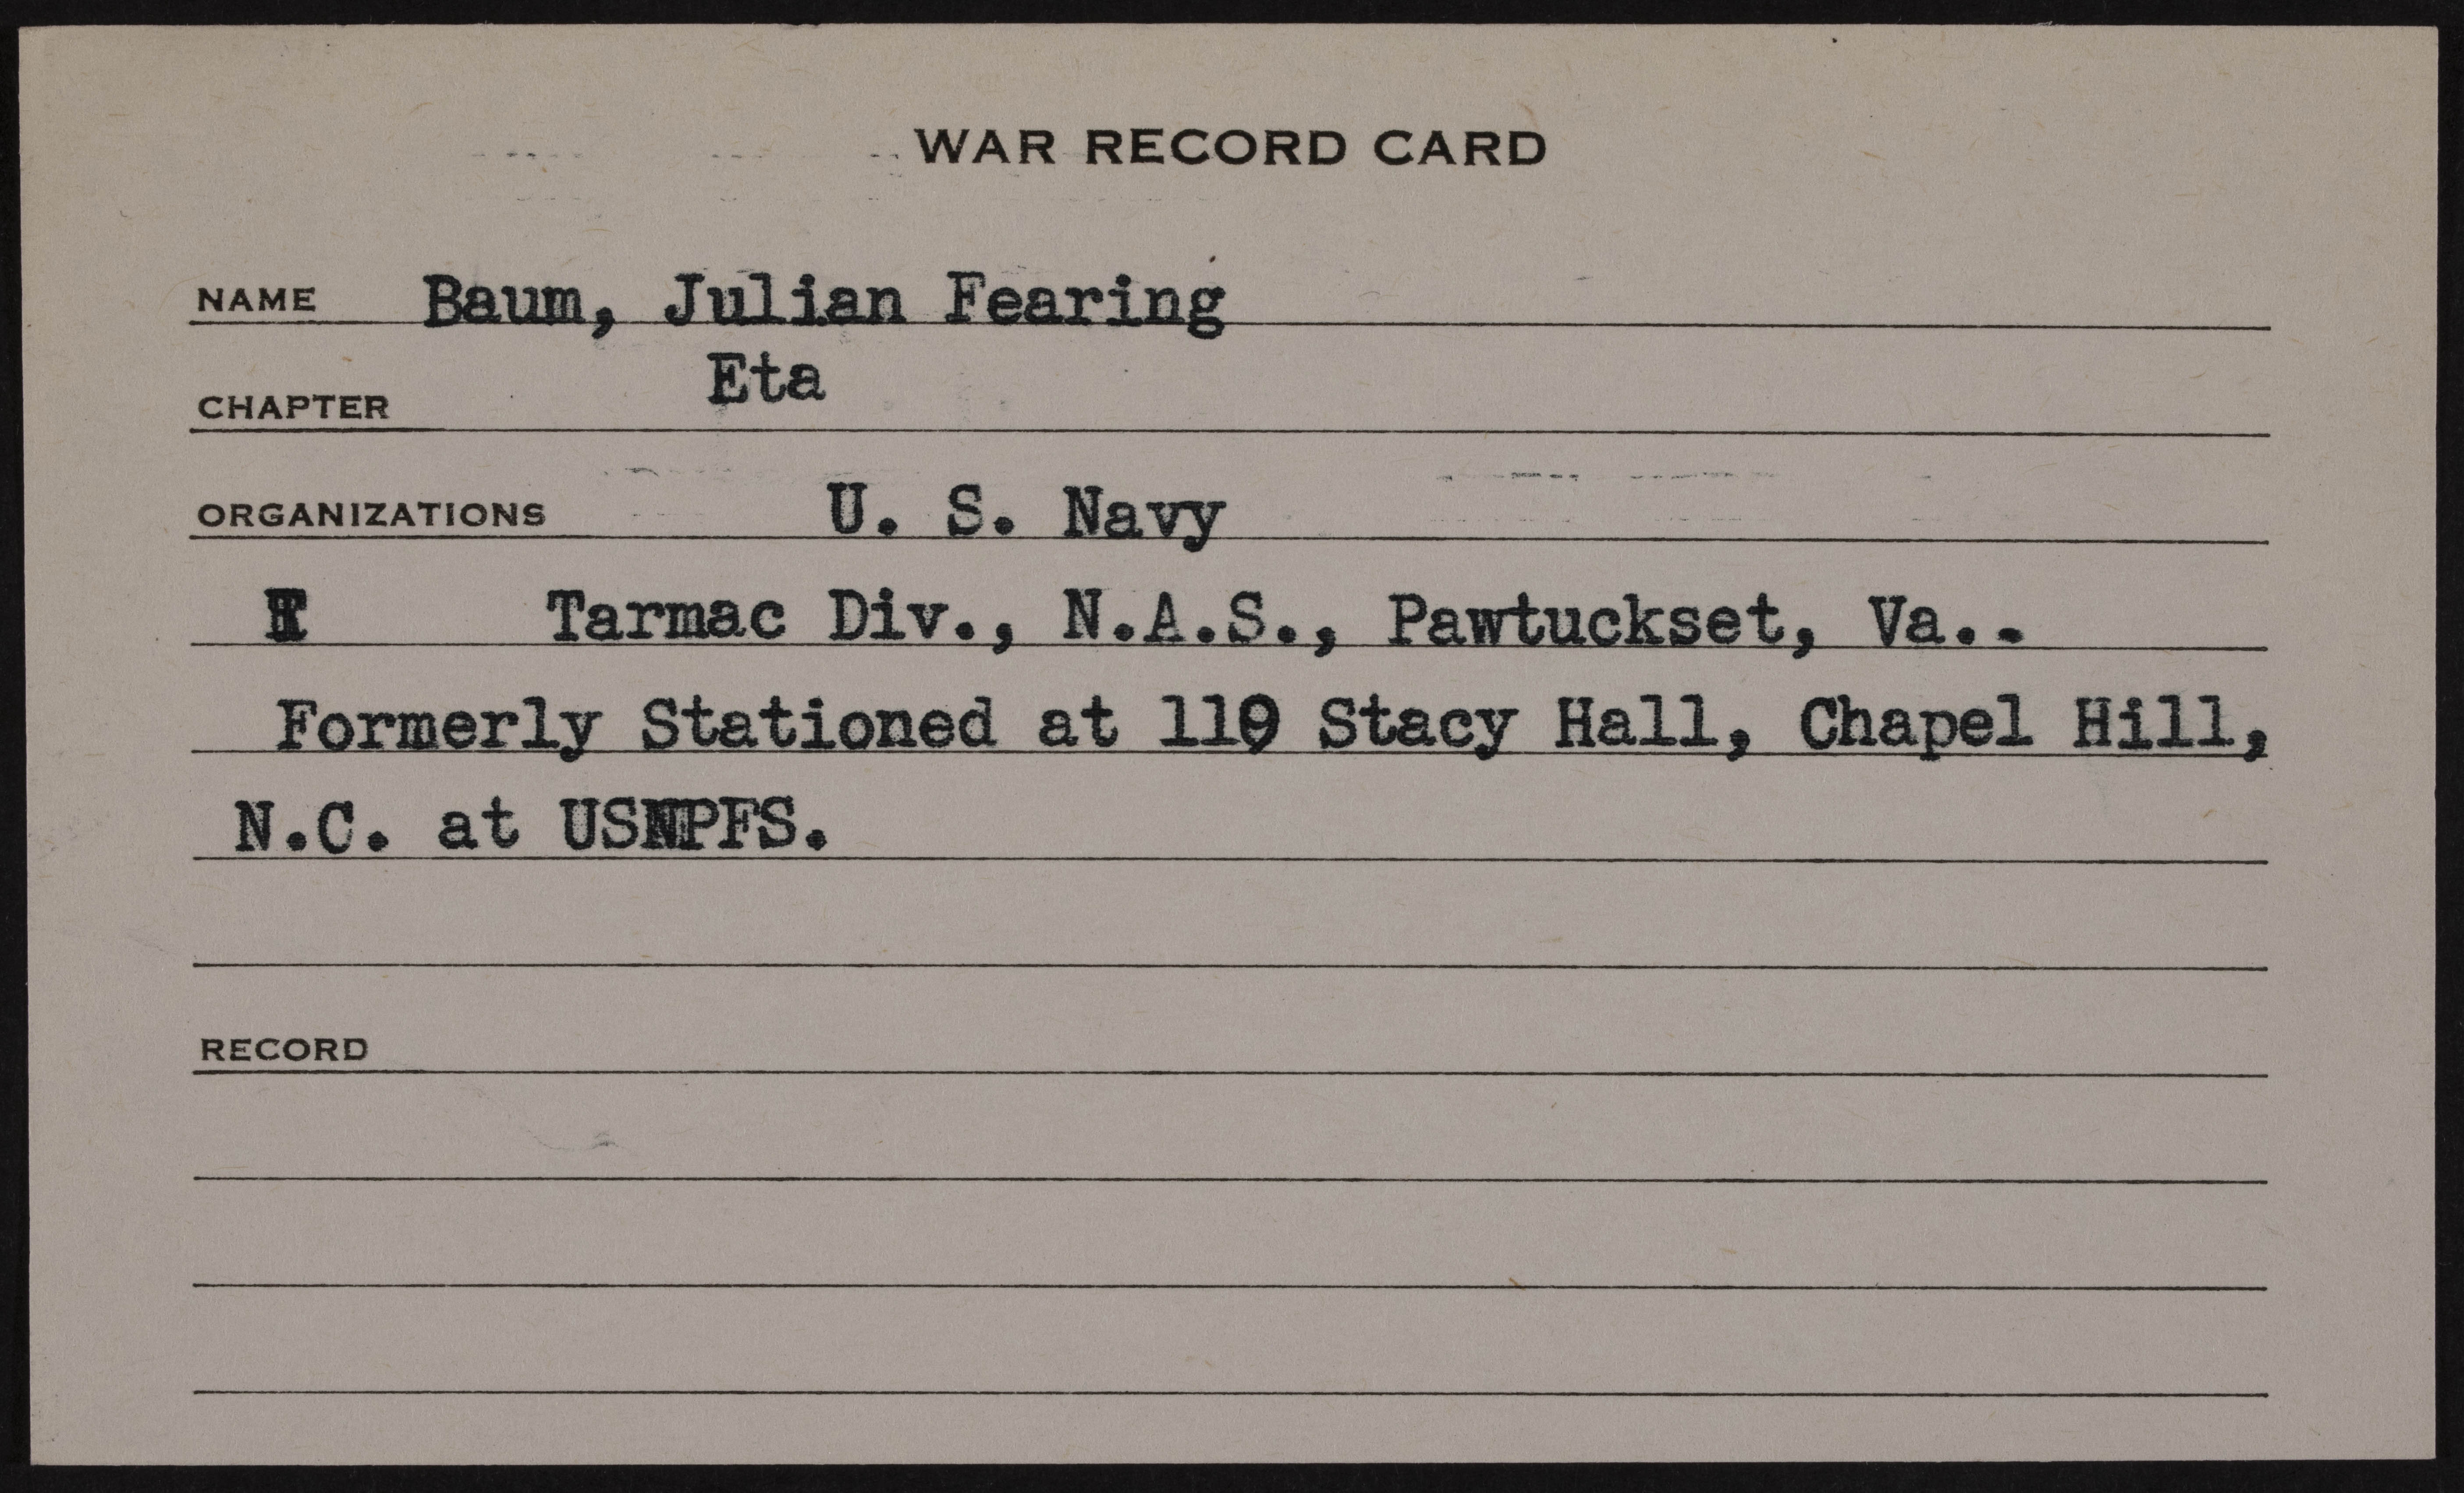 WAR RECORD CARD
NAME Baum, Julian Fearing
CHAPTER Eta
ORGANIZATIONS U. S. Navy
Tarmac Div., N.A.S., Pawtuckset, Va..
Formerly Stationed at 119 Stacy Hall, Chapel Hill,
N.C. at USNPFS.
RECORD